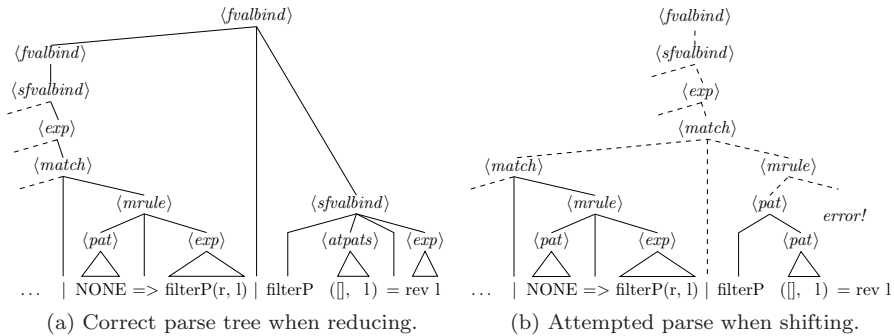 ⟨fvalbind⟩ ⟨fvalbind⟩
⟨fvalbind⟩ ⟨sfvalbind⟩
⟨sfvalbind⟩ ⟨exp⟩
⟨exp⟩ ⟨match⟩
⟨match⟩ ⟨match⟩ ⟨mrule⟩
⟨mrule⟩ ⟨sfvalbind⟩ ⟨mrule⟩ ⟨pat⟩ error!
⟨pat⟩ ⟨exp⟩ ⟨atpats⟩ ⟨exp⟩ ⟨pat⟩ ⟨exp⟩ ⟨pat⟩
... | NONE => filterP(r, l) | filterP ([], l) = rev l ... | NONE => filterP(r, l) | filterP ([], l) = rev l
(a) Correct parse tree when reducing. (b) Attempted parse when shifting.